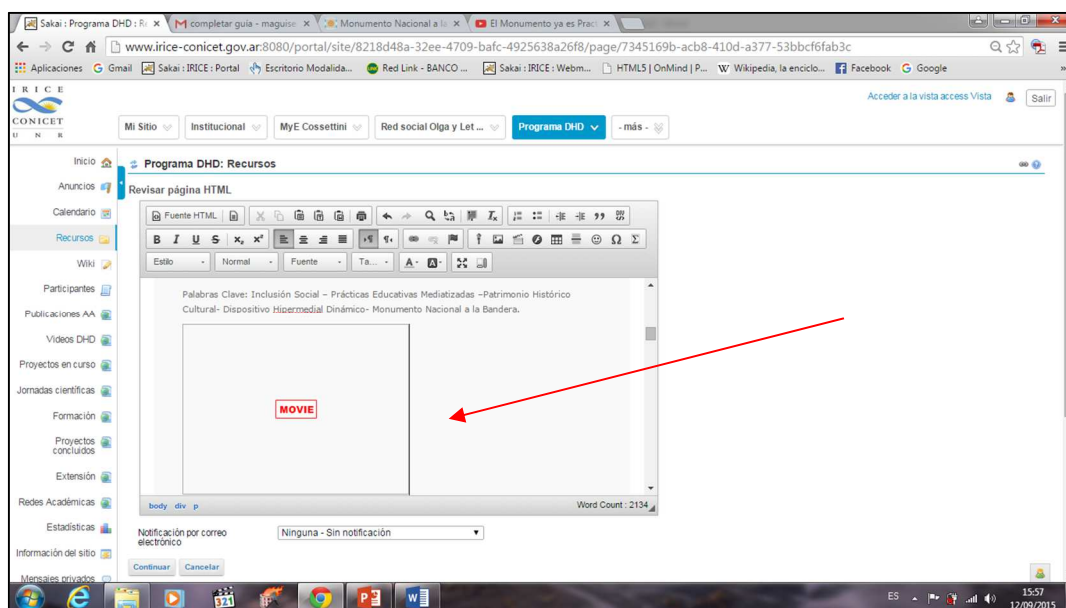 Sakai : Programa DHD : Re
completar guia - maguise
Monumento Nacional a la
El Monumento ya es Pract
www.irice-conicet.gov.ar:8080/portal/site/8218d48a-32ee-4709-bafc-4925638a26f8/page/7345169b-acb8-410d-a377-53bbcf6fab3c
Aplicaciones
Gmail
Sakai : IRICE : Portal
Escritorio Modalida...
Red Link - BANCO ...
Sakai : IRICE : Webm...
HTML5 | OnMind | P...
Wikipedia, la enciclo...
Facebook
Google
IRICE
CONICET
U N R
Acceder a la vista access Vista
Salir
Mi Sitio
Institucional
MyE Cossettini
Red social Olga y Let ...
Programa DHD
- más -
Inicio
Anuncios
Calendario
Recursos
Wiki
Participantes
Publicaciones AA
Videos DHD
Proyectos en curso
Jornadas científicas
Formación
Proyectos
concluidos
Extensión
Redes Académicas
Estadísticas
Información del sitio
Mensajes privados
Programa DHD: Recursos
Revisar página HTML
Fuente HTML
Estilo
Normal
Fuente
Ta...
Palabras Clave: Inclusión Social – Prácticas Educativas Mediatizadas –Patrimonio Histórico
Cultural- Dispositivo Hipermedial Dinámico- Monumento Nacional a la Bandera.
MOVIE
body div p
Word Count : 2134
Notificación por correo
electrónico
Ninguna - Sin notificación
Continuar
Cancelar
321
ES
15:57
12/09/2015